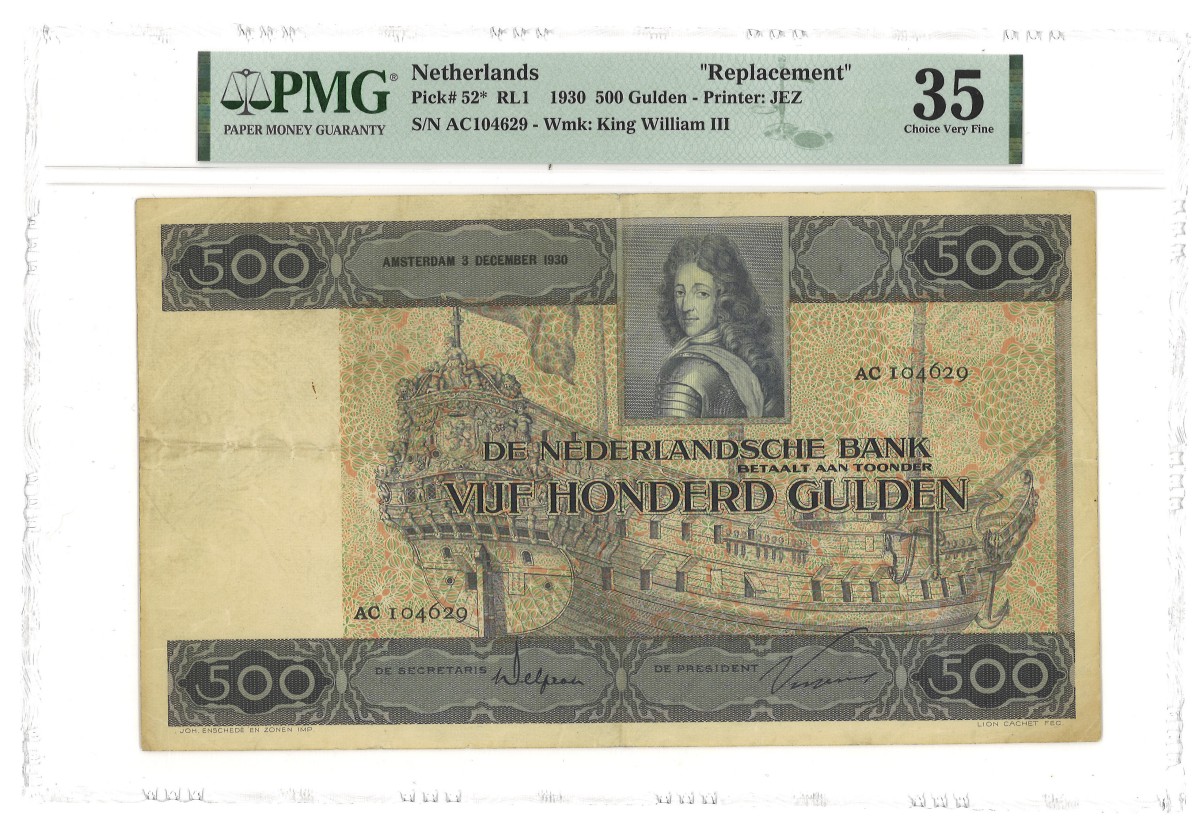 PMG®
PAPER MONEY GUARANTY
Netherlands "Replacement"
Pick# 52* RL1 1930 500 Gulden - Printer: JEZ
S/N AC104629 - Wmk: King William III
35
Choice Very Fine
500
AMSTERDAM 3 DECEMBER 1930
500
AC 104629
DE NEDERLANDSCHE BANK
BETAALT AAN TOONDER
VIJF HONDERD GULDEN
AC 104629
500
DE SECRETARIS
DE PRESIDENT
500
JOH. ENSCHEDE EN ZONEN IMP.
LION CACHET FEC.